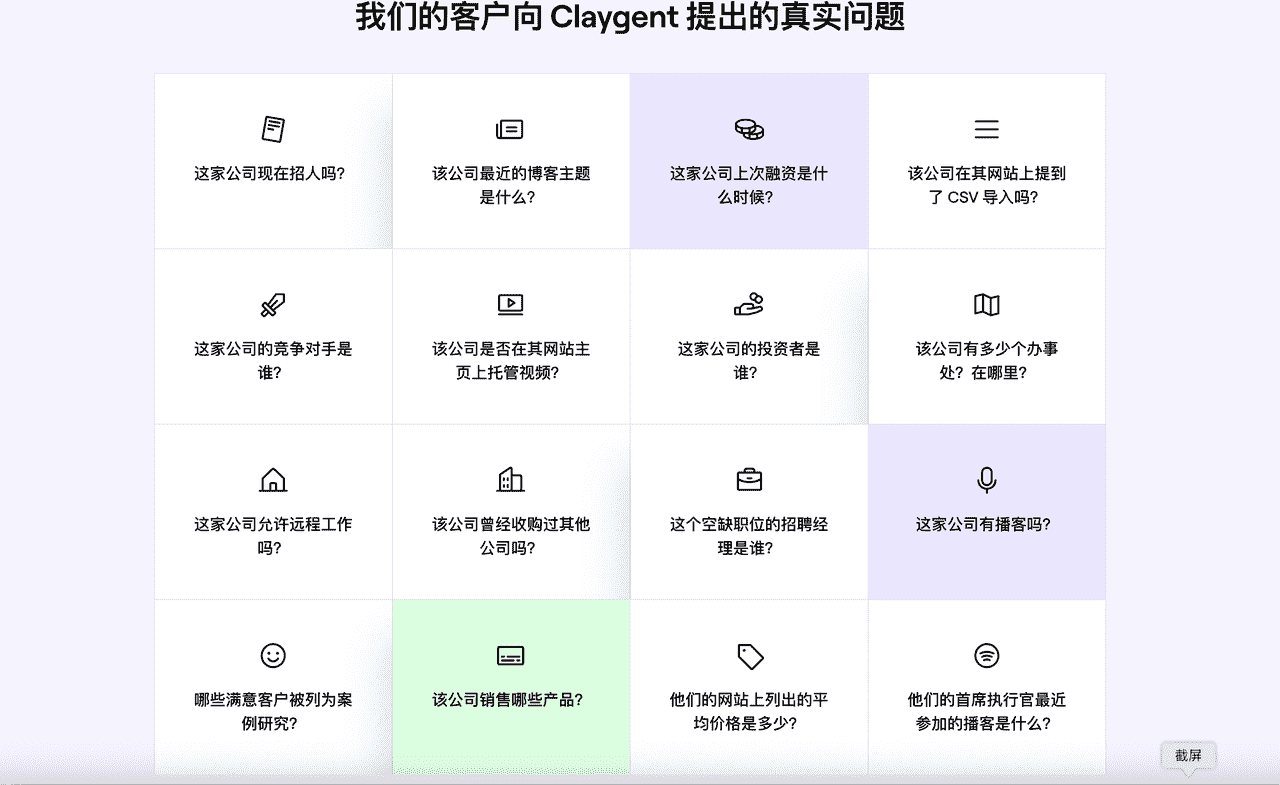 我们的客户向 Claygent 提出的真实问题
这家公司现在招人吗?
该公司最近的博客主题
是什么?
这家公司上次融资是什
么时候?
该公司在其网站上提到
了 CSV 导入吗?
这家公司的竞争对手是
谁?
该公司是否在其网站主
页上托管视频?
这家公司的投资者是
谁?
该公司有多少个办事
处? 在哪里?
这家公司允许远程工作
吗?
该公司曾经收购过其他
公司吗?
这个空缺职位的招聘经
理是谁?
这家公司有播客吗?
哪些满意客户被列为案
例研究?
该公司销售哪些产品?
他们的网站上列出的平
均价格是多少?
他们的首席执行官最近
参加的播客是什么?
截屏